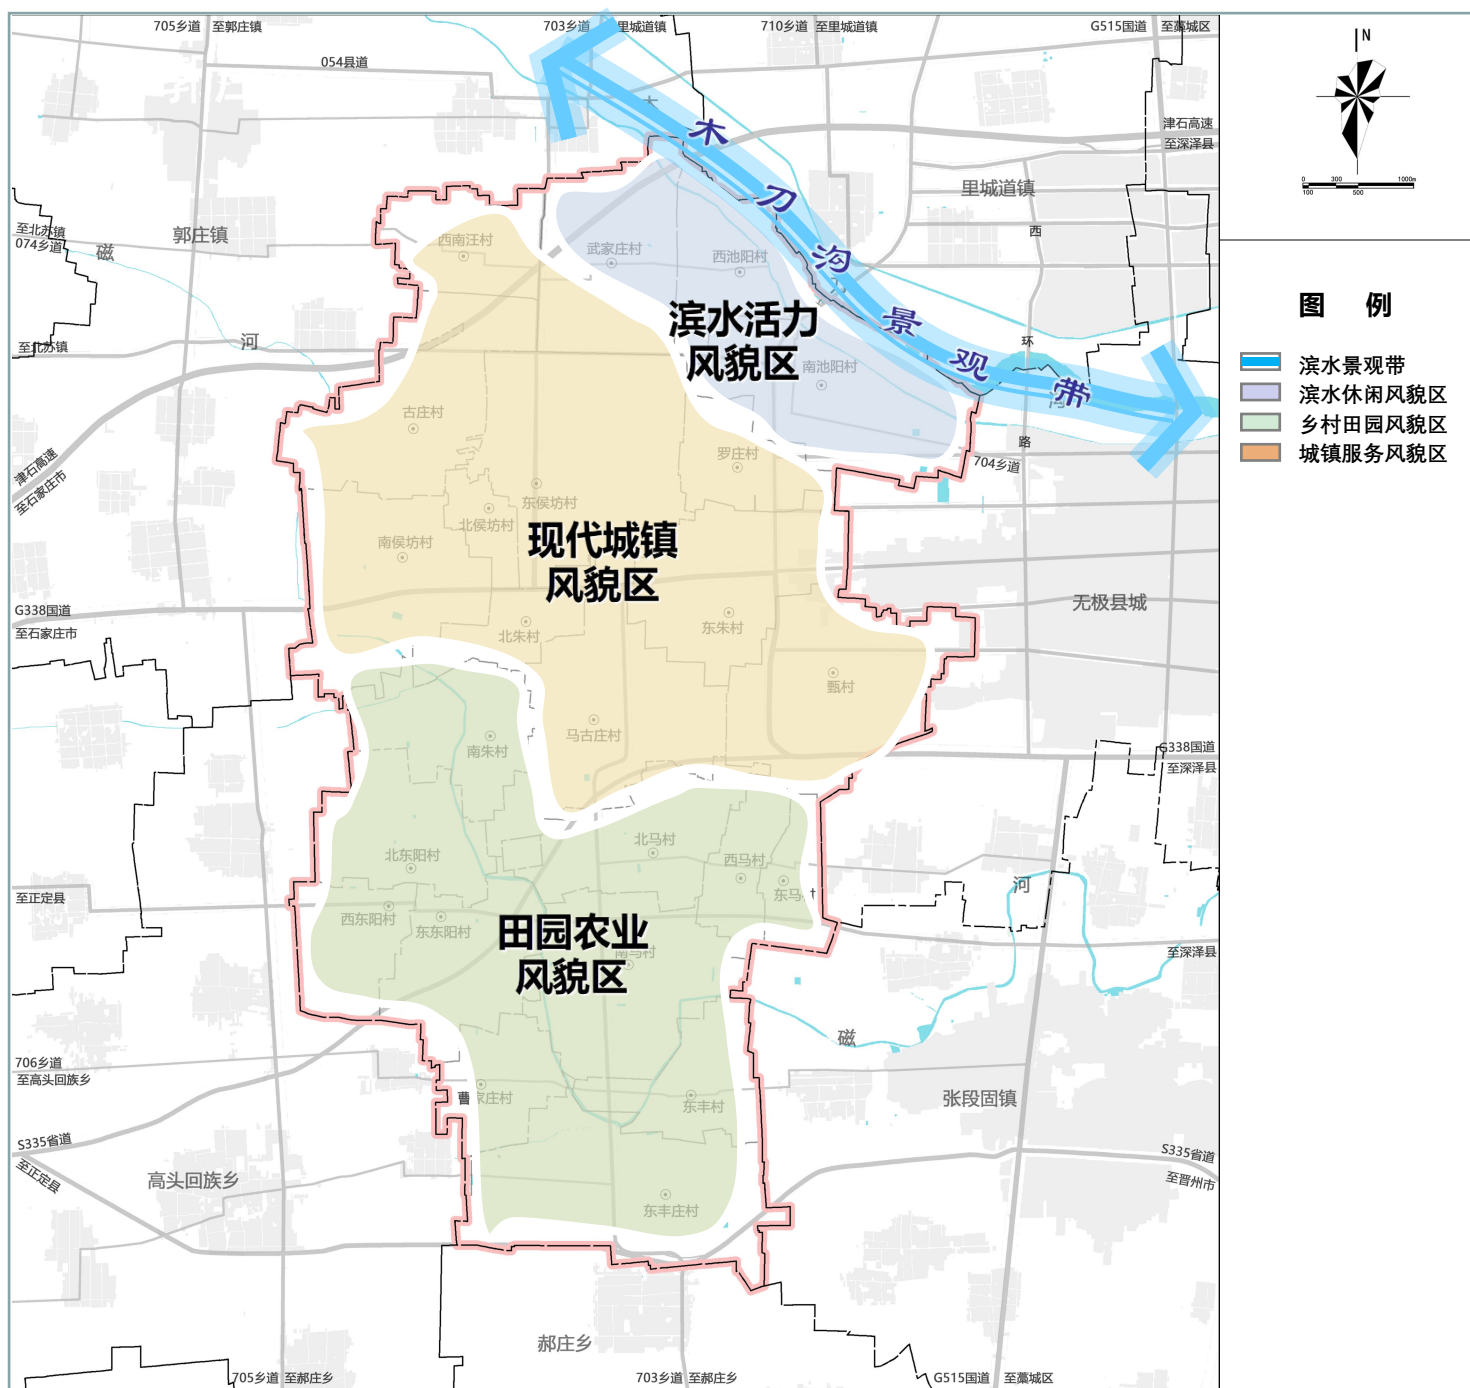 705乡道 至郭庄镇
703乡道
里城道镇
710乡道 至里城道镇
G515国道 至藁城区
N
054县道
木刀沟景观带
津石高速
至深泽县
里城道镇
0 300 1000m
100 500
至北苏镇
074乡道
郭庄镇
磁
西南汪村
武家庄村
西池阳村
西
图 例
滨水活力
风貌区
至北苏镇
河
环
滨水景观带
滨水休闲风貌区
乡村田园风貌区
城镇服务风貌区
南池阳村
沟
古庄村
罗庄村
路
704乡道
津石高速
至石家庄市
东侯坊村
北侯坊村
南侯坊村
现代城镇
风貌区
无极县城
G338国道
至石家庄市
北朱村
东朱村
甄村
南朱村
马古庄村
G338国道
至深泽县
北马村
北东阳村
西马村
东马
河
至正定县
西东阳村
东东阳村
田园农业
风貌区
南马村
至深泽县
磁
706乡道
至高头回族乡
曹家庄村
东丰村
张段固镇
S335省道
至正定县
S335省道
至晋州市
高头回族乡
东丰庄村
郝庄乡
705乡道 至郝庄乡
703乡道 至郝庄乡
G515国道 至藁城区